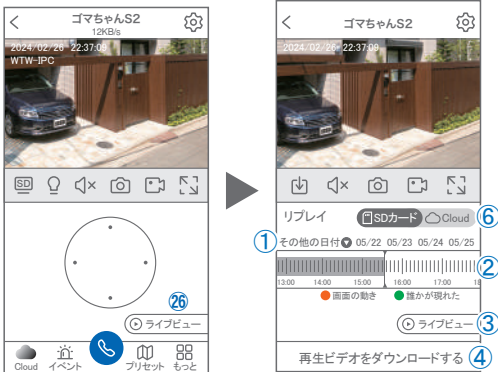 ゴマちゃんS2
12KB/s
2024/02/26 22:37:09
WTW-IPC
SD
㉖
ライブビュー
Cloud イベント プリセット もっと
ゴマちゃんS2
2024/02/26 22:37:09
リプレイ SDカード Cloud ⑥
① その他の日付 05/22 05/23 05/24 05/25
②
13:00 14:00 15:00 16:00 17:00 18
画面の動き 誰かが現れた
ライブビュー ③
再生ビデオをダウンロードする ④